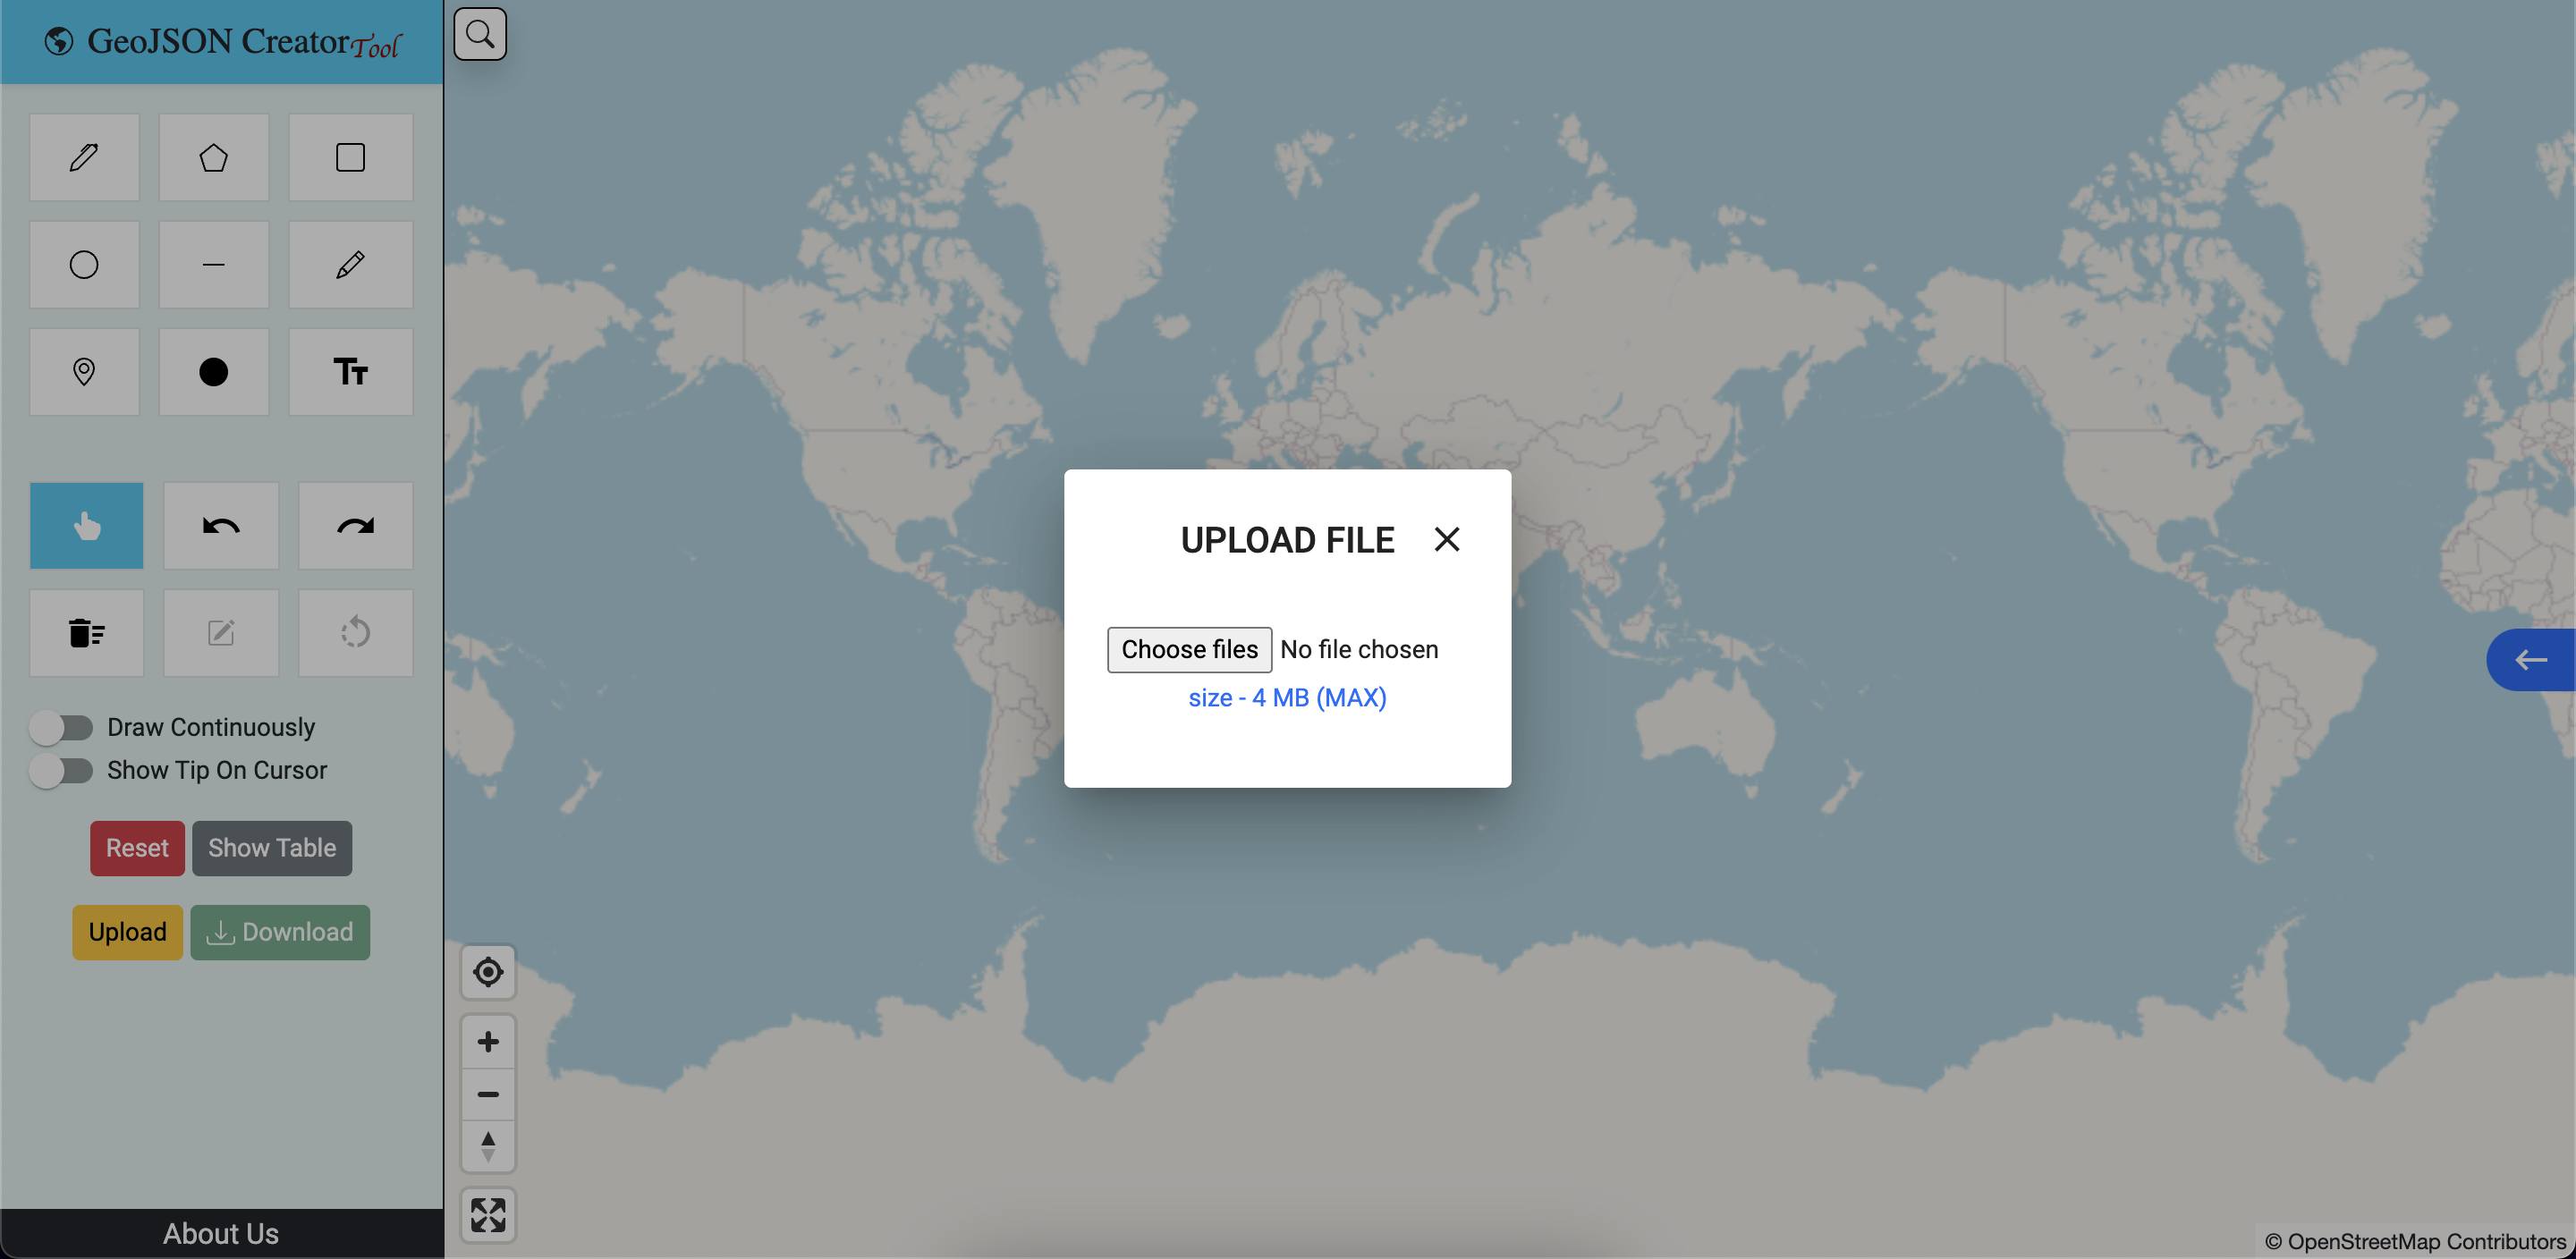 GeoJSON Creator Tool
Tt
UPLOAD FILE
Choose files No file chosen
size - 4 MB (MAX)
Draw Continuously
Show Tip On Cursor
Reset Show Table
Upload Download
About Us
© OpenStreetMap Contributors